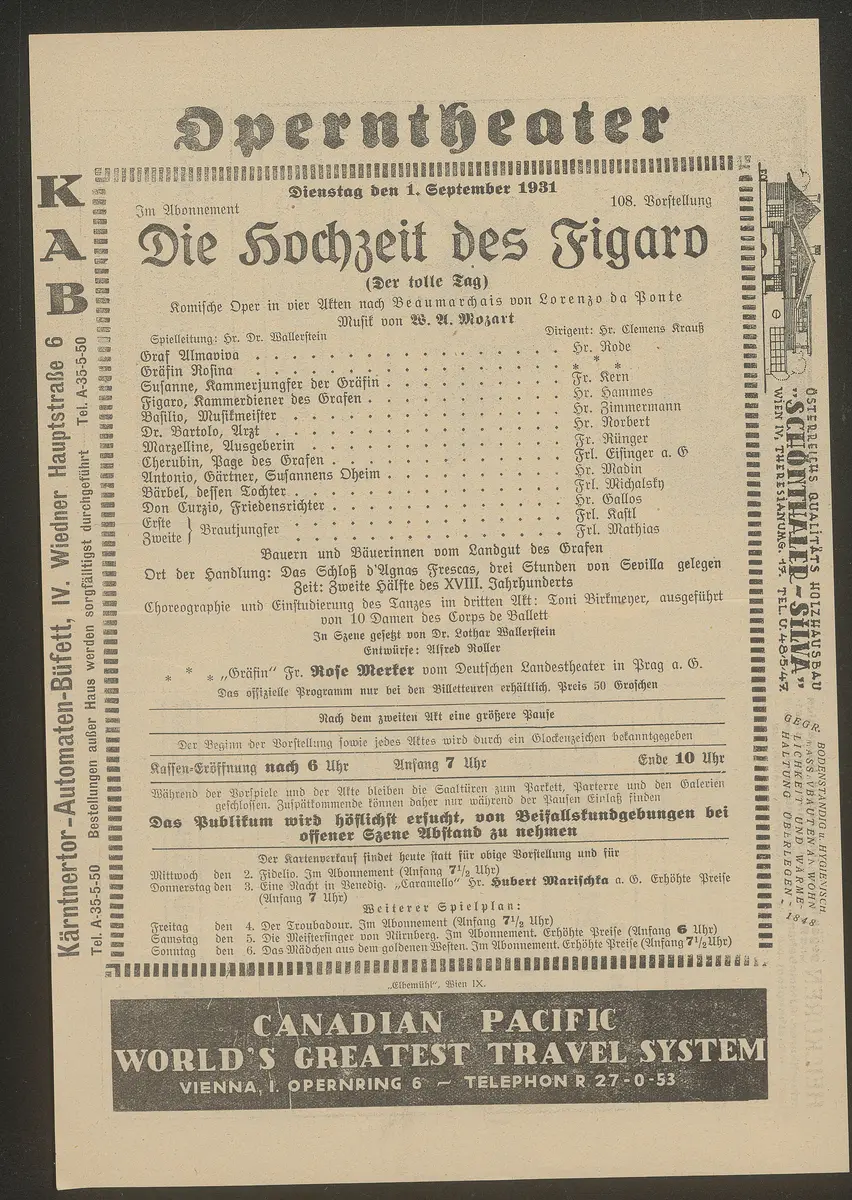 Operntheater
Dienstag den 1. September 1931
Im Abonnement
108. Vorstellung
Die Hochzeit des Figaro
(Der tolle Tag)
Komische Oper in vier Akten nach Beaumarchais von Lorenzo da Ponte
Musik von W. A. Mozart
Spielleitung: Hr. Dr. Wallerstein
Dirigent: Hr. Clemens Krauß
Graf Almaviva . . . Hr. Rode
Gräfin Rosina . . . * * *
Susanne, Kammerjungfer der Gräfin . . . Fr. Kern
Figaro, Kammerdiener des Grafen . . . Hr. Hammes
Basilio, Musikmeister . . . Hr. Zimmermann
Dr. Bartolo, Arzt . . . Hr. Norbert
Marzelline, Ausgeberin . . . Fr. Rünger
Cherubin, Page des Grafen . . . Frl. Eisinger a. G
Antonio, Gärtner, Susannens Oheim . . . Hr. Madin
Bärbel, dessen Tochter . . . Frl. Michalsky
Don Curzio, Friedensrichter . . . Hr. Gallos
Erste } Brautjungfer . . . Frl. Kastl
Zweite } . . . Frl. Mathias
Bauern und Bäuerinnen vom Landgut des Grafen
Ort der Handlung: Das Schloß d'Aguas Frescas, drei Stunden von Sevilla gelegen
Zeit: Zweite Hälfte des XVIII. Jahrhunderts
Choreographie und Einstudierung des Tanzes im dritten Akt: Toni Birkmeyer, ausgeführt
von 10 Damen des Corps de Ballett
In Szene gesetzt von Dr. Lothar Wallerstein
Entwürfe: Alfred Roller
* * * „Gräfin" Fr. Rose Merker vom Deutschen Landestheater in Prag a. G.
Das offizielle Programm nur bei den Billetteuren erhältlich, Preis 50 Groschen
Nach dem zweiten Akt eine größere Pause
Der Beginn der Vorstellung sowie jedes Aktes wird durch ein Glockenzeichen bekanntgegeben
Kassen-Eröffnung nach 6 Uhr Anfang 7 Uhr Ende 10 Uhr
Während der Vorspiele und der Akte bleiben die Saaltüren zum Parkett, Parterre und den Galerien
geschlossen. Zuspätkommende können daher nur während der Pausen Einlaß finden
Das Publikum wird höflichst ersucht, von Beifallskundgebungen bei
offener Szene Abstand zu nehmen
Der Kartenverkauf findet heute statt für obige Vorstellung und für
Mittwoch den 2. Fidelio. Im Abonnement (Anfang 7½ Uhr)
Donnerstag den 3. Eine Nacht in Venedig. „Caramello" Hr. Hubert Marischka a. G. Erhöhte Preise
(Anfang 7 Uhr)
Weiterer Spielplan:
Freitag den 4. Der Troubadour. Im Abonnement (Anfang 7½ Uhr)
Samstag den 5. Die Meistersinger von Nürnberg. Im Abonnement. Erhöhte Preise (Anfang 6 Uhr)
Sonntag den 6. Das Mädchen aus dem goldenen Westen. Im Abonnement. Erhöhte Preise (Anfang 7½ Uhr)
„Elbemühl". Wien IX.
KAB
Kärntnertor-Automaten-Büfett, IV. Wiedner Hauptstraße 6
Tel. A-35-5-50 Bestellungen außer Haus werden sorgfältigst durchgeführt Tel. A-35-5-50
ÖSTERREICHS QUALITÄTS HOLZHAUSBAU
"SCHÖNTHALER-SILVA"
WIEN IV, THERESIANUMG. 17. TEL. U.48-5-47.
BODENSTÄNDIG u. HYGIENISCH
MASSIVBAUTEN AN WOHN
LICHKEIT UND WÄRME-
HALTUNG ÜBERLEGEN -
GEGR. 1848
CANADIAN PACIFIC
WORLD'S GREATEST TRAVEL SYSTEM
VIENNA, I. OPERNRING 6 — TELEPHON R 27-0-53